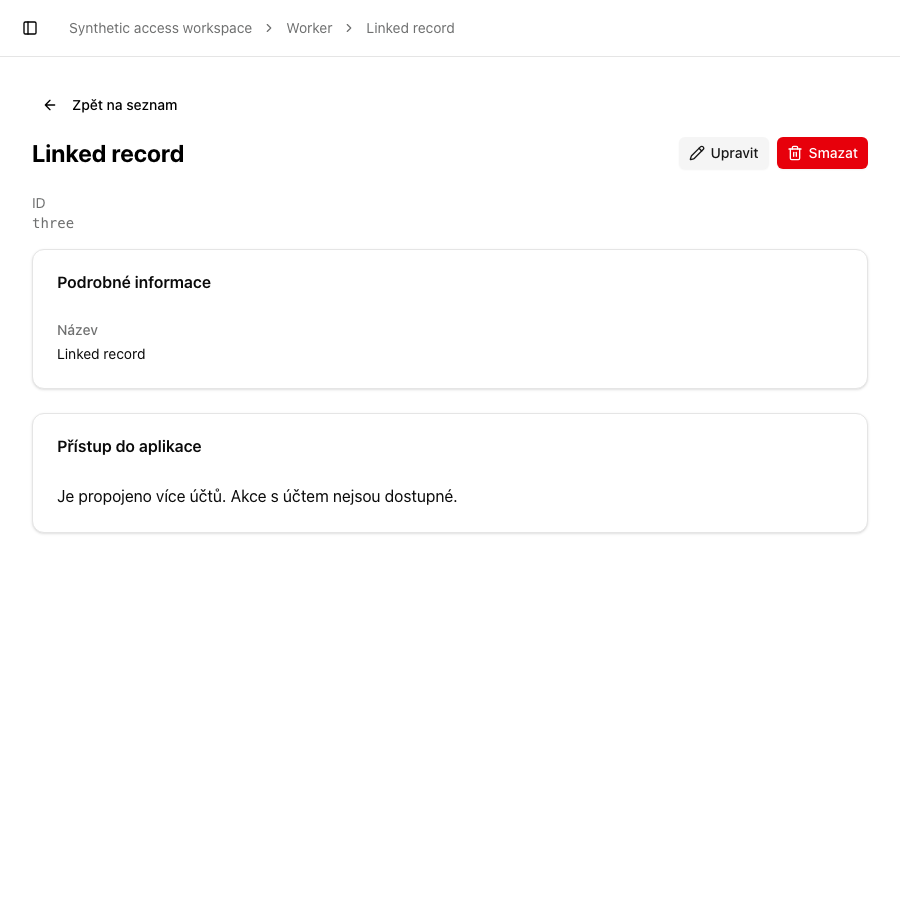 Synthetic access workspace > Worker > Linked record
Zpět na seznam
Linked record
Upravit
Smazat
ID
three
Podrobné informace
Název
Linked record
Přístup do aplikace
Je propojeno více účtů. Akce s účtem nejsou dostupné.